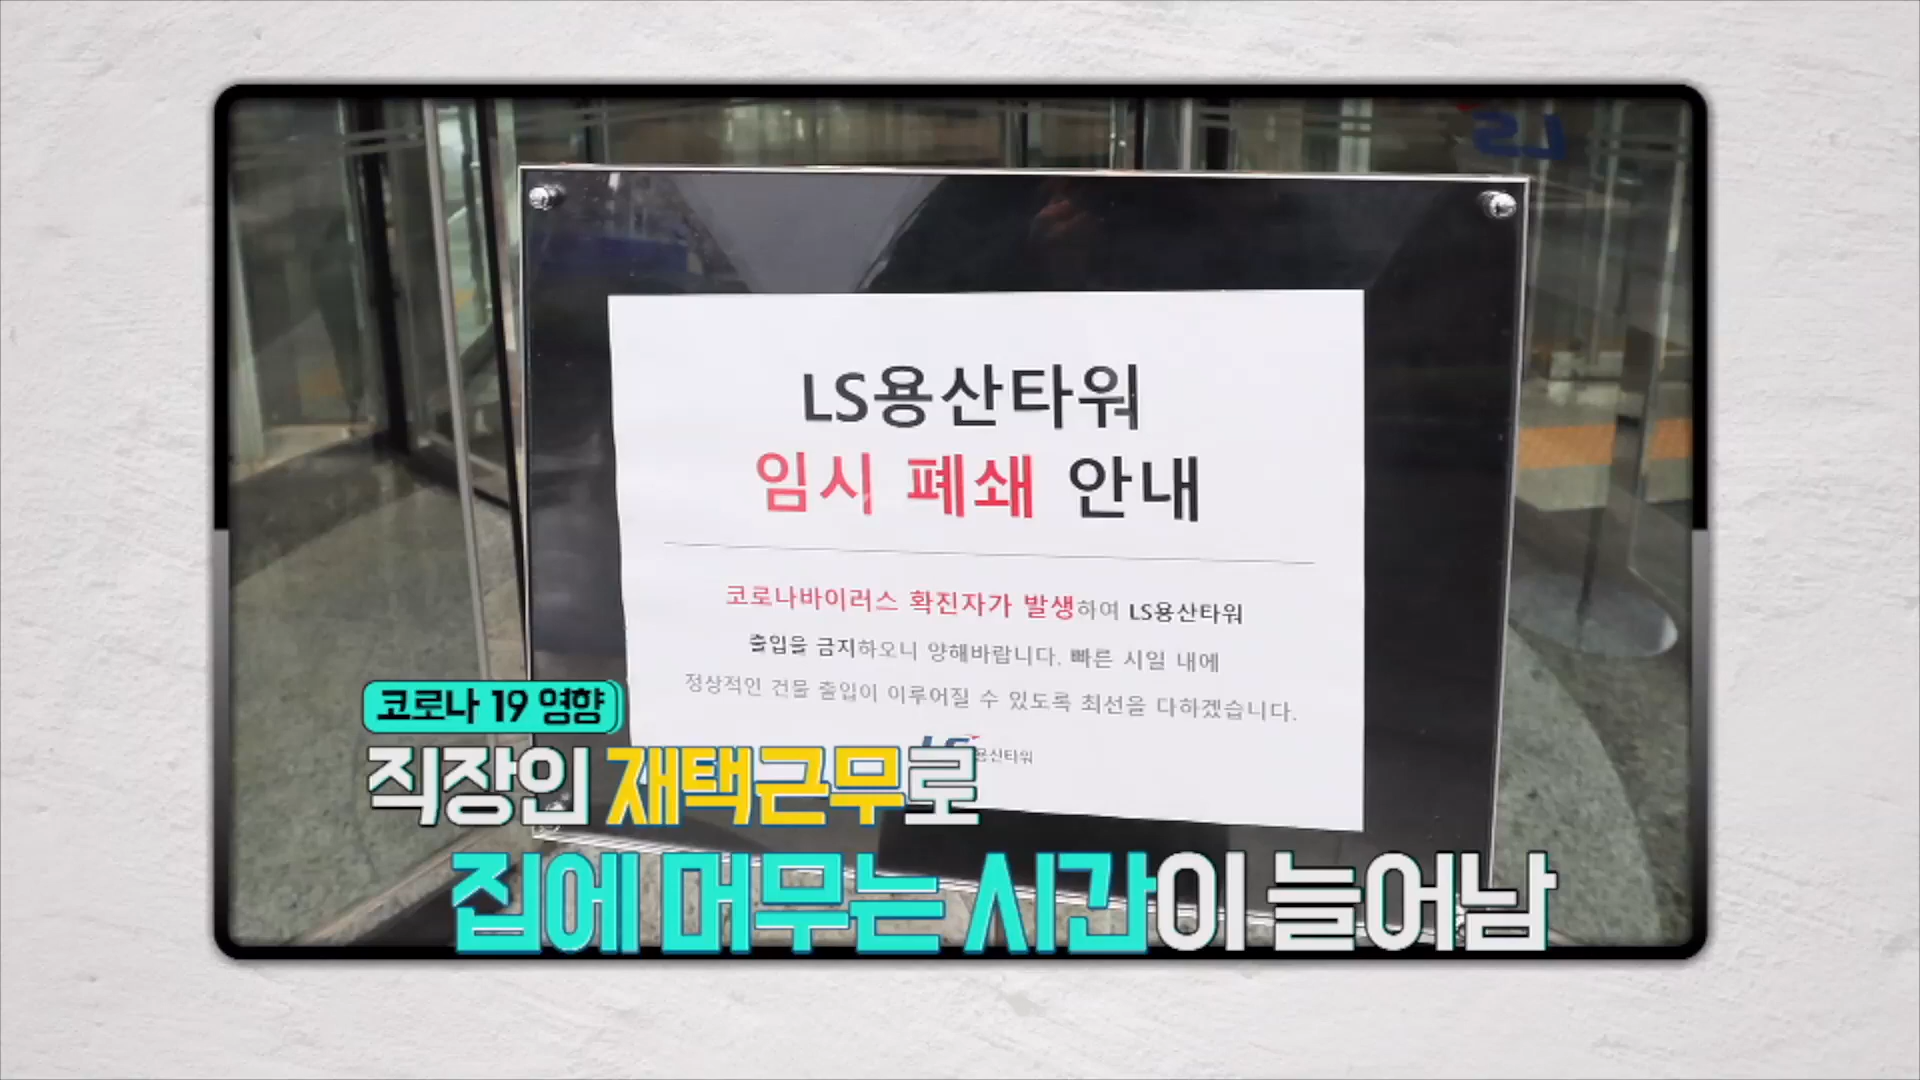 LS
LS용산타워
임시 폐쇄 안내
코로나바이러스 확진자가 발생하여 LS용산타워
출입을 금지하오니 양해바랍니다. 빠른 시일 내에
정상적인 건물 출입이 이루어질 수 있도록 최선을 다하겠습니다.
LS 용산타워
코로나 19 영향
직장인 재택근무로
집에 머무는 시간이 늘어남